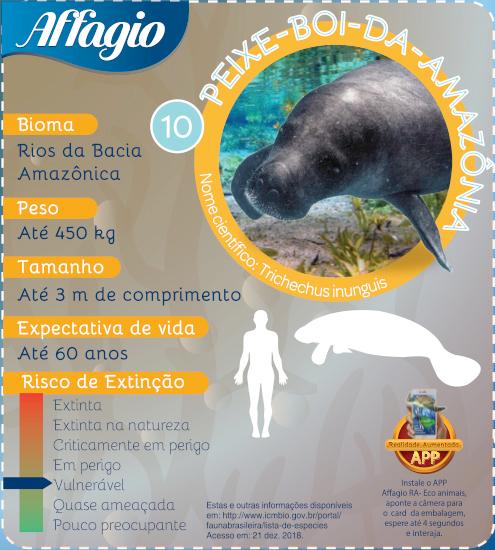 Affagio
PEIXE-BOI-DA-AMAZÔNIA
10
Nome científico: Trichechus inunguis
Bioma
Rios da Bacia
Amazônica
Peso
Até 450 kg
Tamanho
Até 3 m de comprimento
Expectativa de vida
Até 60 anos
Risco de Extinção
Extinta
Extinta na natureza
Criticamente em perigo
Em perigo
Vulnerável
Quase ameaçada
Pouco preocupante
Estas e outras informações disponíveis
em: http://www.icmbio.gov.br/portal/
faunabrasileira/lista-de-especies
Acesso em: 21 dez. 2018.
Realidade Aumentada
APP
Instale o APP
Affagio RA- Eco animais,
aponte a câmera para
o card da embalagem,
espere até 4 segundos
e interaja.